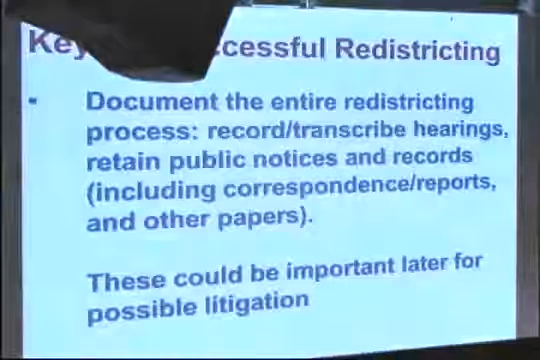 Key ccessful Redistricting
- Document the entire redistricting
process: record/transcribe hearings,
retain public notices and records
(including correspondence/reports,
and other papers).
These could be important later for
possible litigation